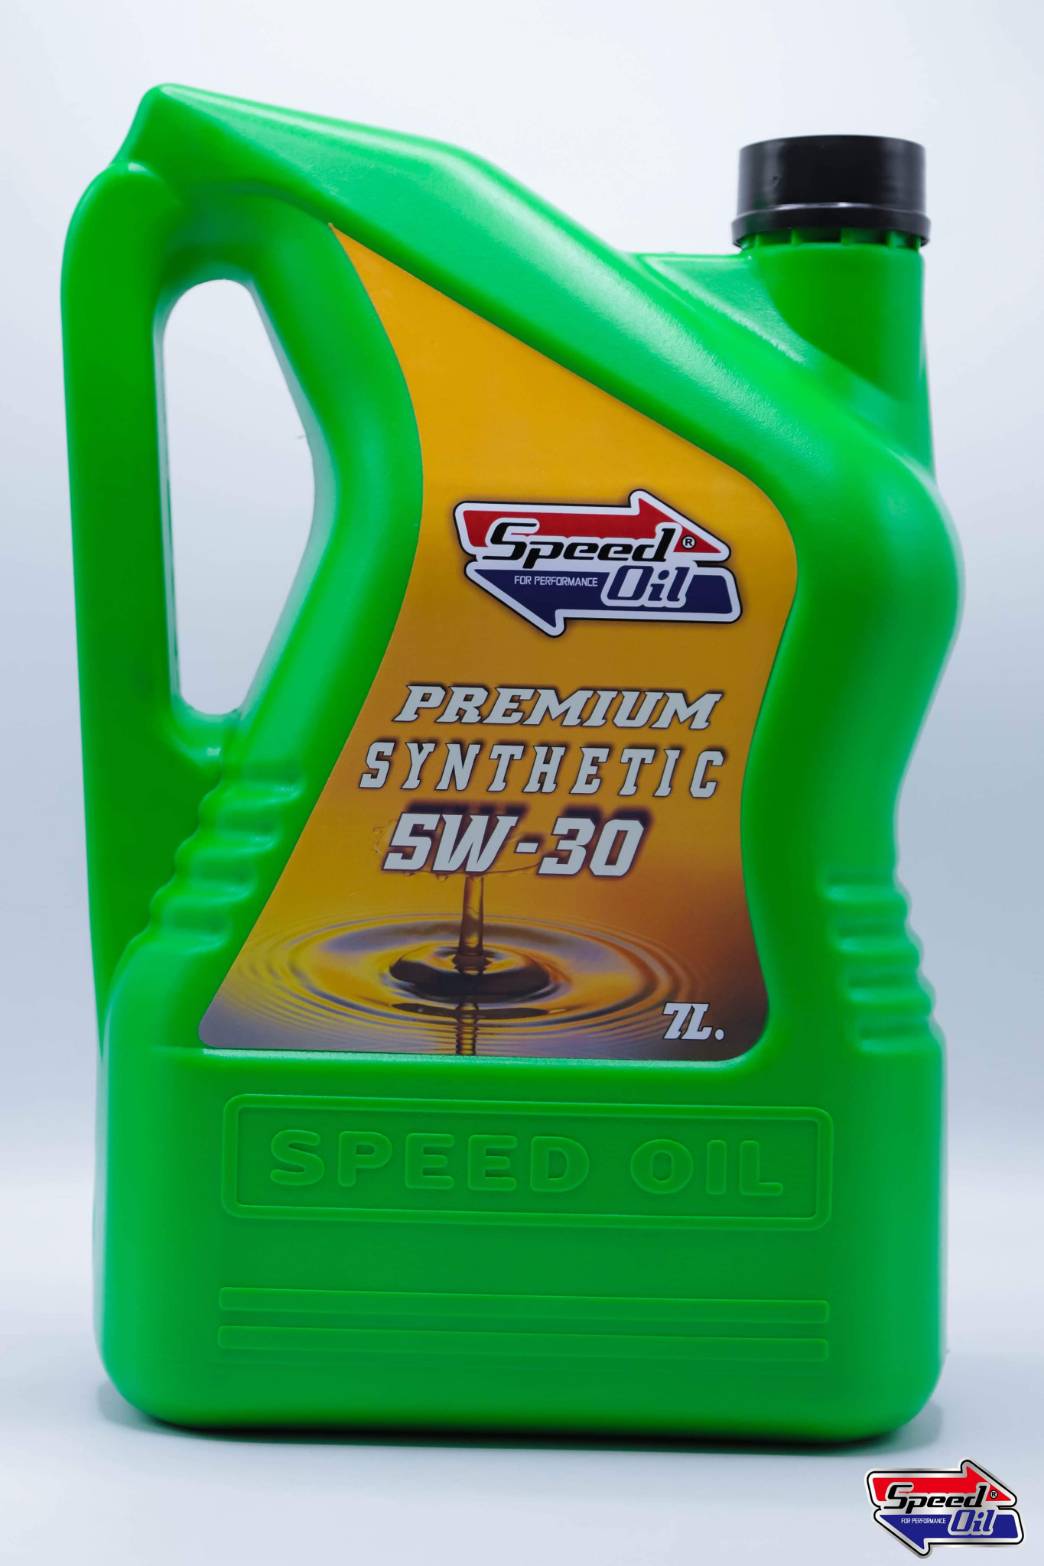 Speed®
FOR PERFORMANCE Oil
PREMIUM
SYNTHETIC
5W-30
7L.
SPEED OIL
Speed®
FOR PERFORMANCE Oil